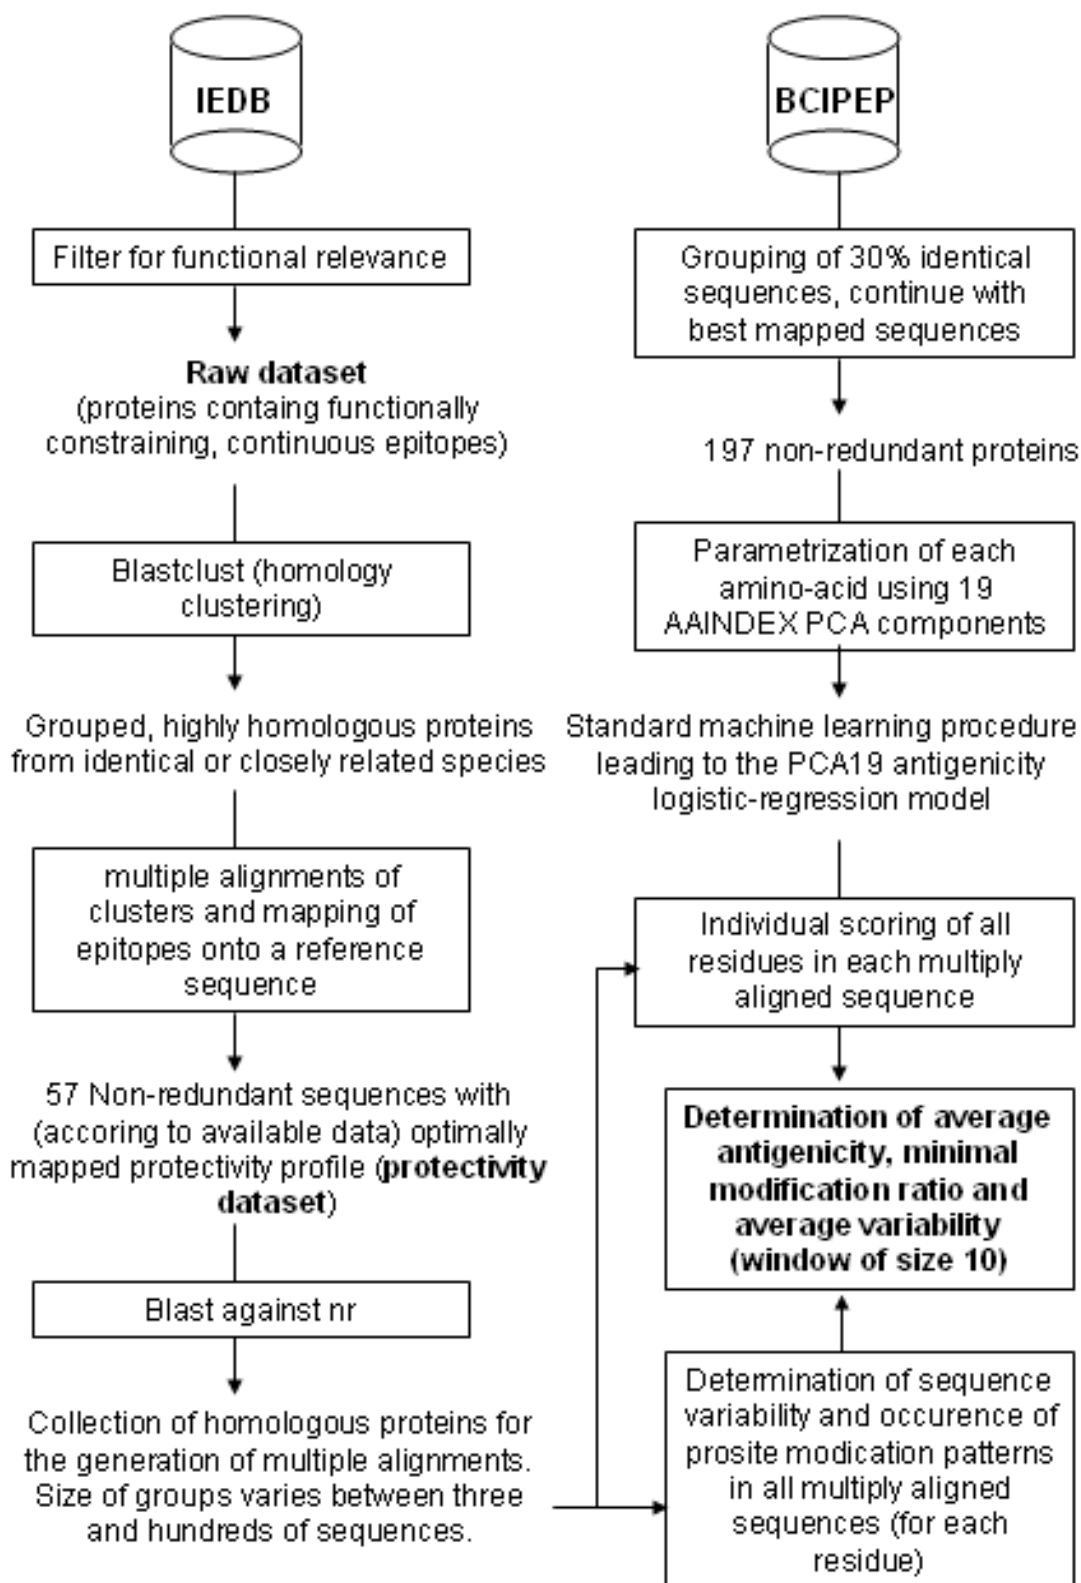 IEDB
Filter for functional relevance
Raw dataset
(proteins containg functionally
constraining, continuous epitopes)
Blastclust (homology
clustering)
Grouped, highly homologous proteins
from identical or closely related species
multiple alignments of
clusters and mapping of
epitopes onto a reference
sequence
57 Non-redundant sequences with
(accoring to available data) optimally
mapped protectivity profile (protectivity
dataset)
Blast against nr
Collection of homologous proteins for
the generation of multiple alignments.
Size of groups varies between three
and hundreds of sequences.
BCIPEP
Grouping of 30% identical
sequences, continue with
best mapped sequences
197 non-redundant proteins
Parametrization of each
amino-acid using 19
AAINDEX PCA components
Standard machine learning procedure
leading to the PCA19 antigenicity
logistic-regression model
Individual scoring of all
residues in each multiply
aligned sequence
Determination of average
antigenicity, minimal
modification ratio and
average variability
(window of size 10)
Determination of sequence
variability and occurence of
prosite modication patterns
in all multiply aligned
sequences (for each
residue)